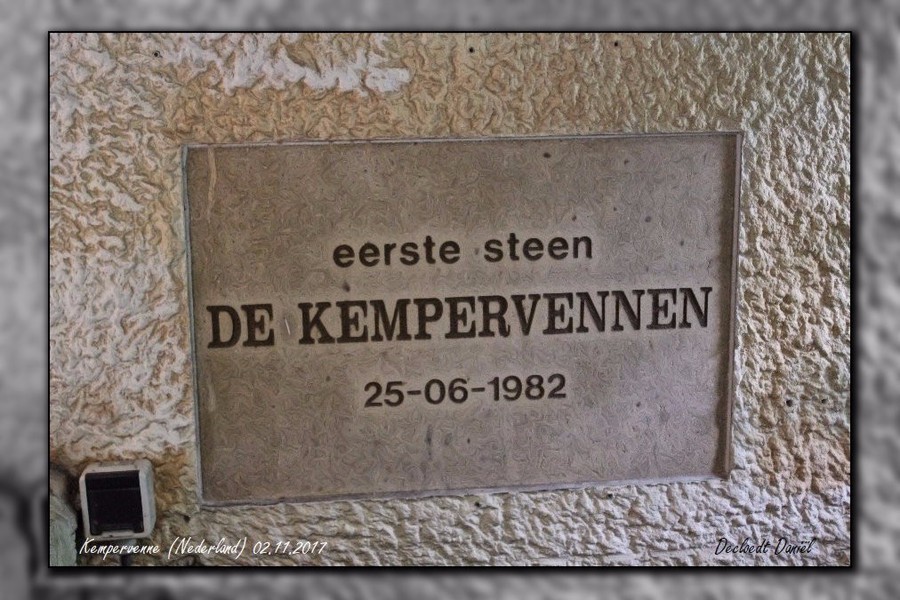 eerste steen
DE KEMPERVENNEN
25-06-1982
Kempervenne (Nederland) 02.11.2017
Decloedt Daniël